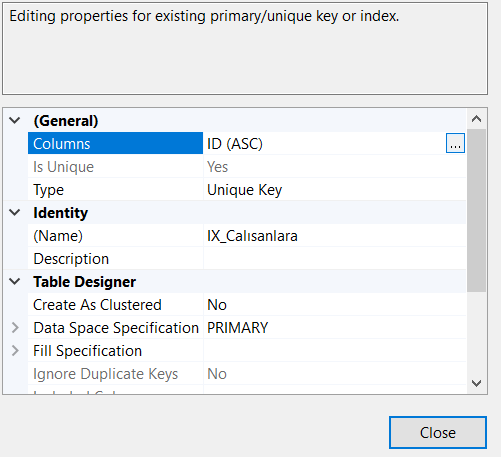 Editing properties for existing primary/unique key or index.
(General)
Columns ID (ASC)
...
Is Unique Yes
Type Unique Key
Identity
(Name) IX_Calısanlara
Description
Table Designer
Create As Clustered No
Data Space Specification PRIMARY
Fill Specification
Ignore Duplicate Keys No
Close